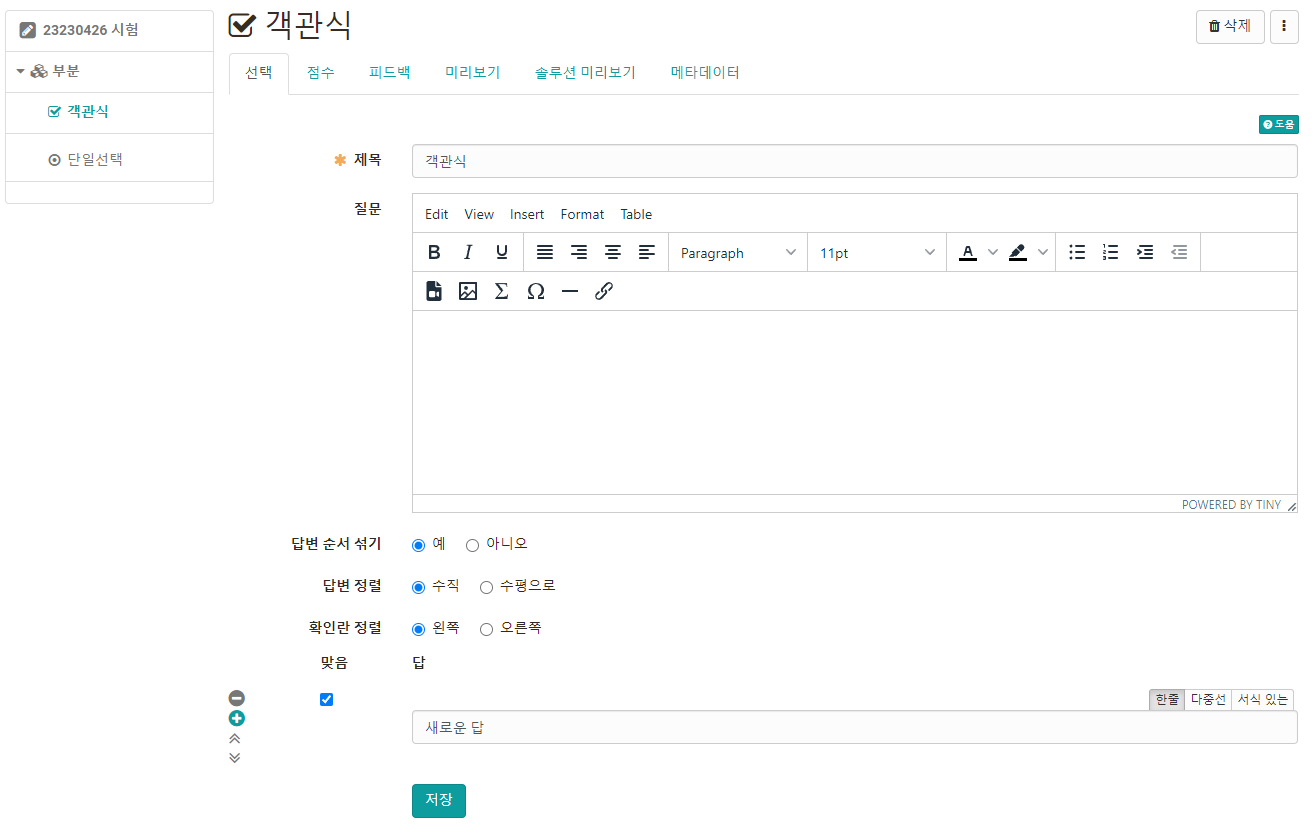 23230426 시험
부분
객관식
단일선택
객관식
삭제
선택 점수 피드백 미리보기 솔루션 미리보기 메타데이터
도움
제목 객관식
질문
Edit View Insert Format Table
B I U Paragraph 11pt A
Σ Ω
POWERED BY TINY
답변 순서 섞기 예 아니오
답변 정렬 수직 수평으로
확인란 정렬 왼쪽 오른쪽
맞음 답
한줄 다중선 서식 있는
새로운 답
저장